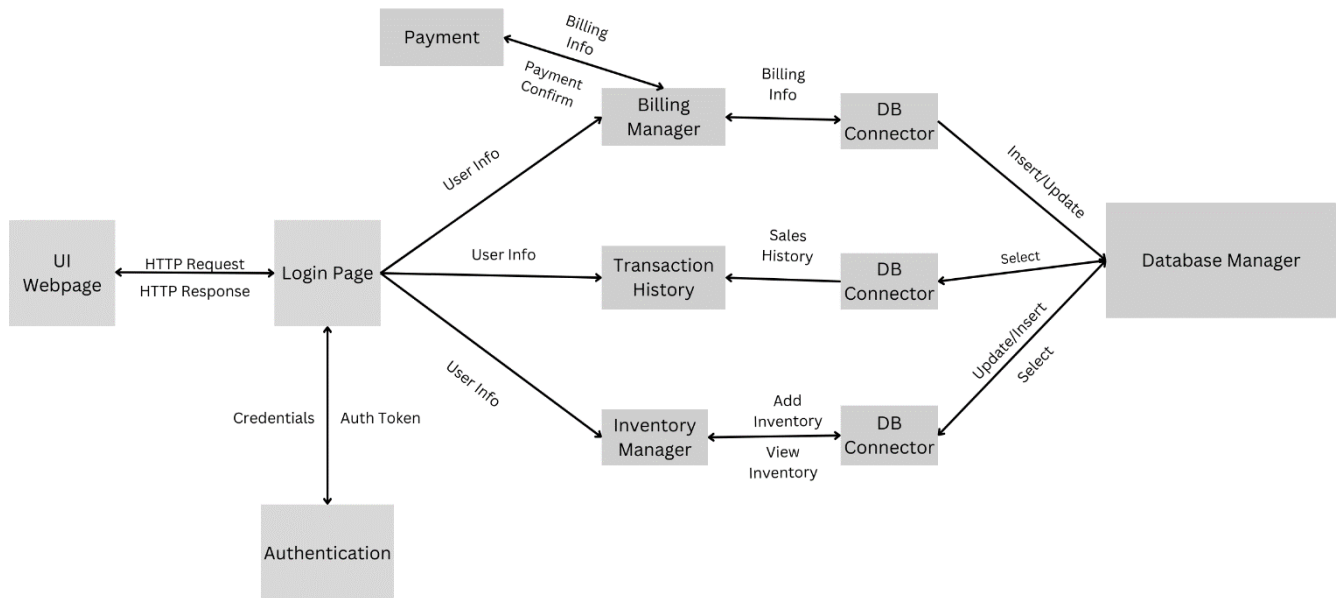 Payment
Billing
Info
Payment
Confirm
Billing
Manager
Billing
Info
DB
Connector
User Info
Insert/Update
UI
Webpage
HTTP Request
HTTP Response
Login Page
User Info
Transaction
History
Sales
History
DB
Connector
Select
Database Manager
User Info
Update/Insert
Select
Credentials
Auth Token
Inventory
Manager
Add
Inventory
View
Inventory
DB
Connector
Authentication